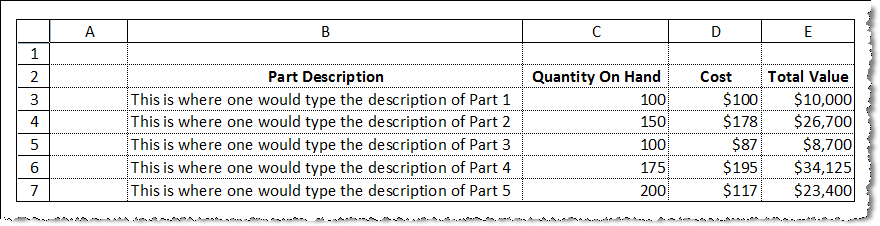 A B C D E
1
2 Part Description Quantity On Hand Cost Total Value
3 This is where one would type the description of Part 1 100 $100 $10,000
4 This is where one would type the description of Part 2 150 $178 $26,700
5 This is where one would type the description of Part 3 100 $87 $8,700
6 This is where one would type the description of Part 4 175 $195 $34,125
7 This is where one would type the description of Part 5 200 $117 $23,400